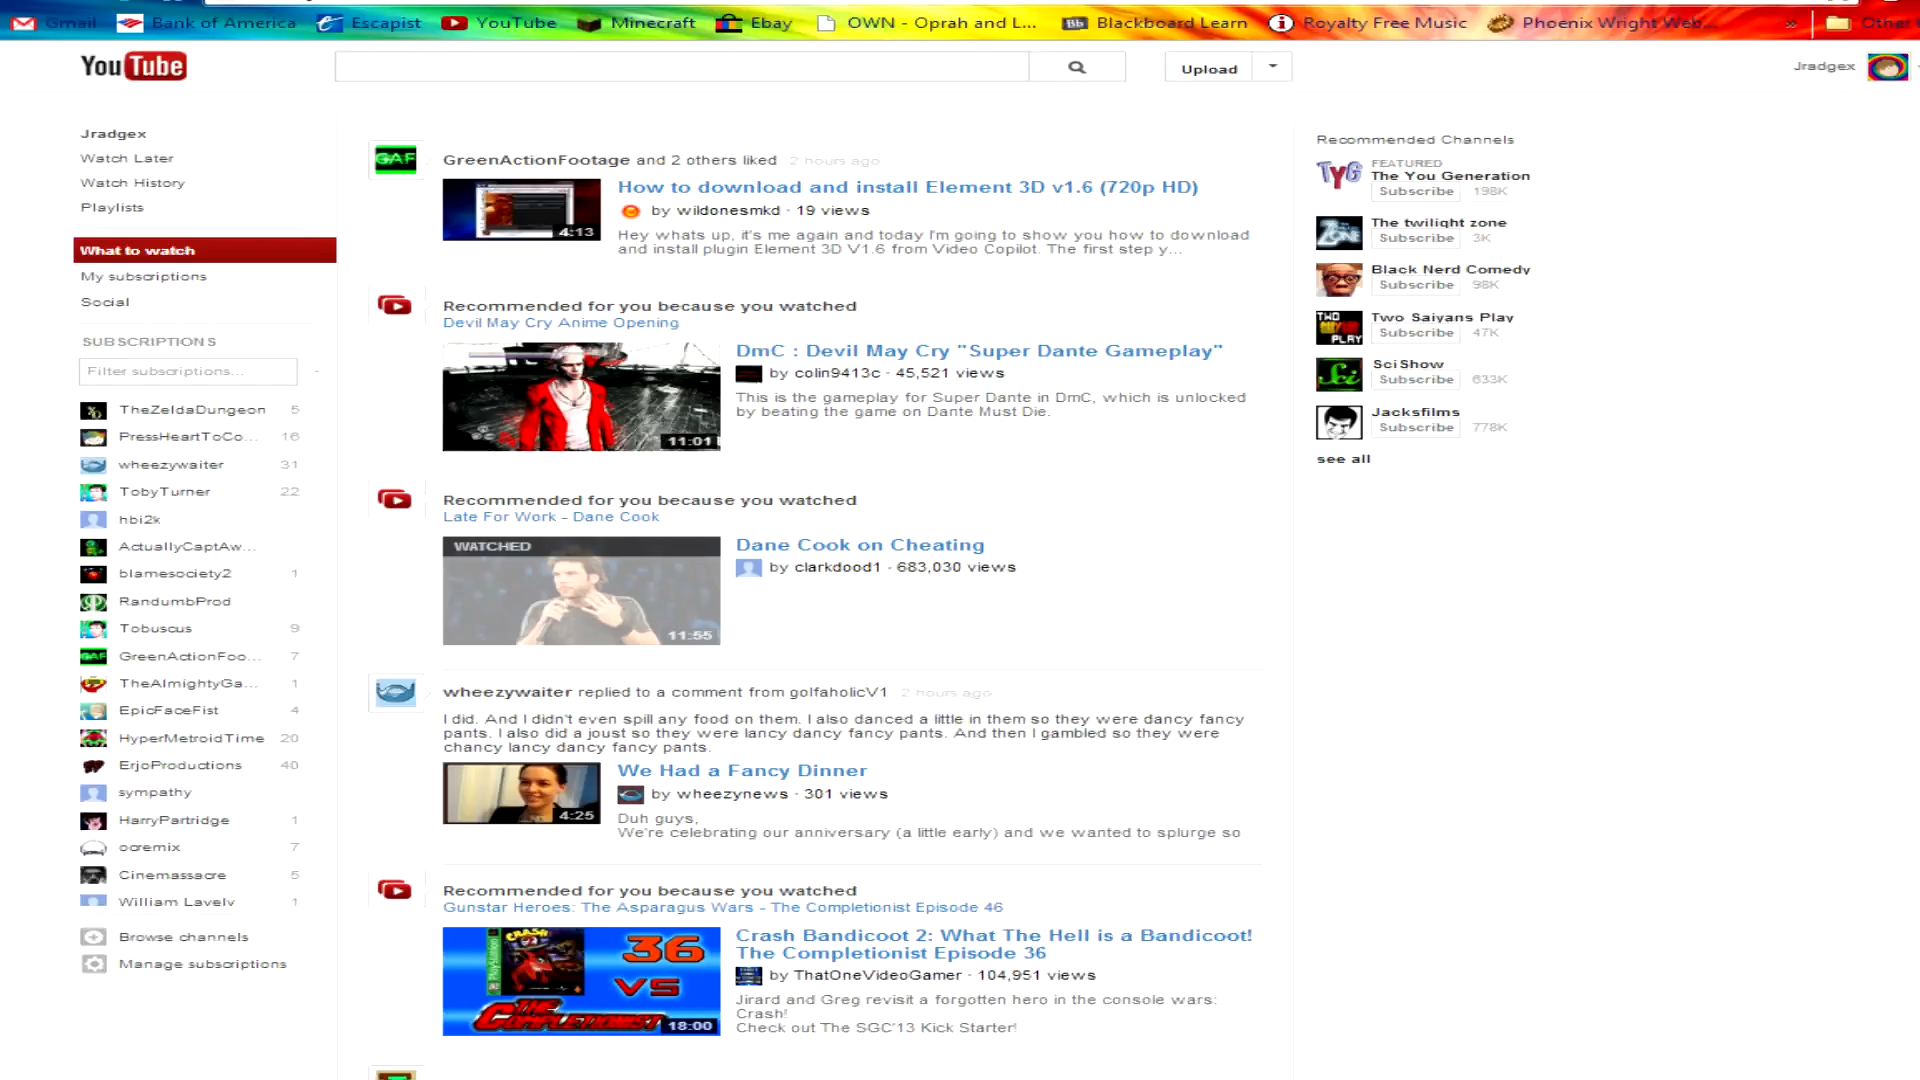 Gmail Bank of America Escapist YouTube Minecraft Ebay OWN - Oprah and L... Blackboard Learn Royalty Free Music Phoenix Wright Web... » Other
YouTube Upload Jradgex
Jradgex
Watch Later
Watch History
Playlists
What to watch
My subscriptions
Social
SUBSCRIPTIONS
Filter subscriptions...
TheZeldaDungeon 5
PressHeartToCo... 16
wheezywaiter 31
TobyTurner 22
hbi2k
ActuallyCaptAw...
blamesociety2 1
RandumbProd
Tobuscus 9
GreenActionFoo... 7
TheAlmightyGa... 1
EpicFaceFist 4
HyperMetroidTime 20
ErjoProductions 40
sympathy
HarryPartridge 1
ocremix 7
Cinemassacre 5
William Lavely 1
Browse channels
Manage subscriptions
GAF
GreenActionFootage and 2 others liked 2 hours ago
4:13
How to download and install Element 3D v1.6 (720p HD)
by wildonesmkd · 19 views
Hey whats up, it's me again and today I'm going to show you how to download
and install plugin Element 3D V1.6 from Video Copilot. The first step y...
Recommended for you because you watched
Devil May Cry Anime Opening
11:01
DmC : Devil May Cry "Super Dante Gameplay"
by colin9413c · 45,521 views
This is the gameplay for Super Dante in DmC, which is unlocked
by beating the game on Dante Must Die.
Recommended for you because you watched
Late For Work - Dane Cook
WATCHED
11:55
Dane Cook on Cheating
by clarkdood1 · 683,030 views
wheezywaiter replied to a comment from golfaholicV1 2 hours ago
I did. And I didn't even spill any food on them. I also danced a little in them so they were dancy fancy
pants. I also did a joust so they were lancy dancy fancy pants. And then I gambled so they were
chancy lancy dancy fancy pants.
4:25
We Had a Fancy Dinner
by wheezynews · 301 views
Duh guys,
We're celebrating our anniversary (a little early) and we wanted to splurge so
Recommended for you because you watched
Gunstar Heroes: The Asparagus Wars - The Completionist Episode 46
PlayStation
CRASH
36
VS
THE
COMPLETIONIST
18:00
Crash Bandicoot 2: What The Hell is a Bandicoot!
The Completionist Episode 36
by ThatOneVideoGamer · 104,951 views
Jirard and Greg revisit a forgotten hero in the console wars:
Crash!
Check out The SGC'13 Kick Starter!
Recommended Channels
TYG
FEATURED
The You Generation
Subscribe 198K
The twilight zone
Subscribe 3K
Black Nerd Comedy
Subscribe 98K
TWO
PLAY
Two Saiyans Play
Subscribe 47K
Sci
SciShow
Subscribe 633K
Jacksfilms
Subscribe 778K
see all